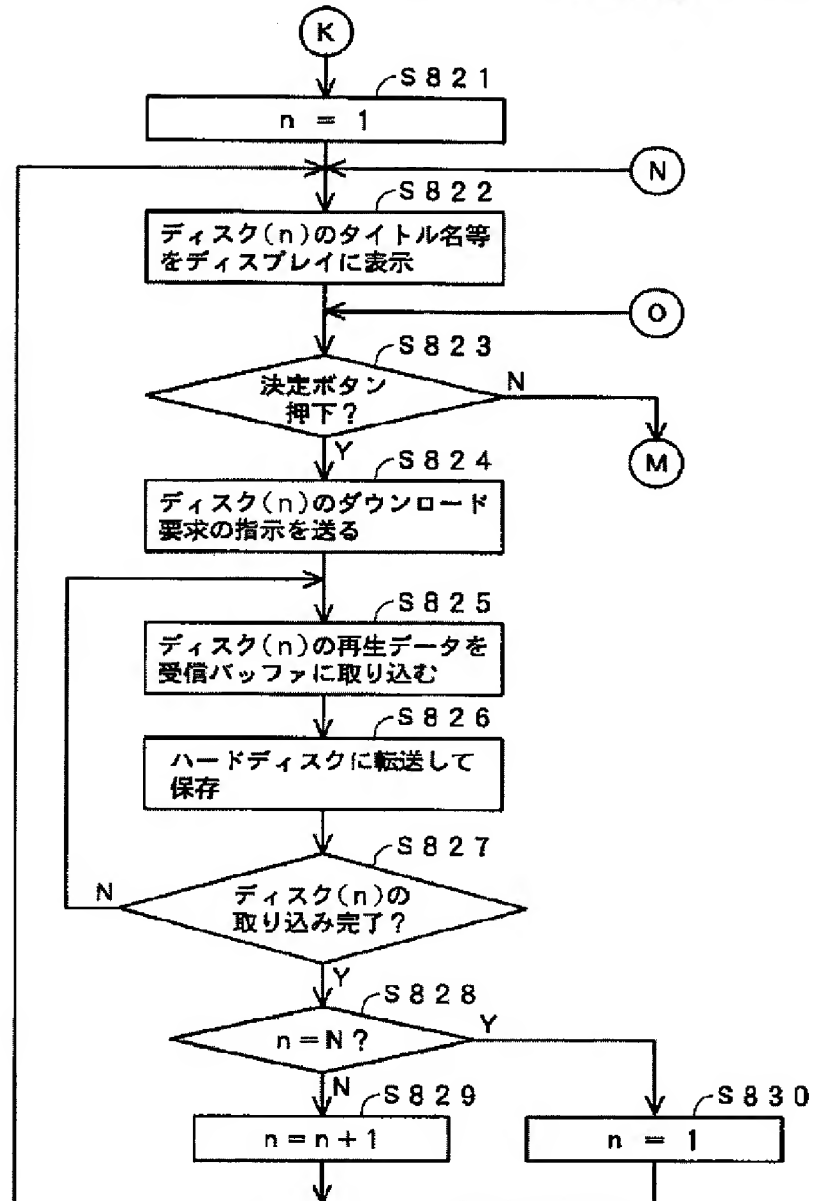 K
S821
n = 1
N
S822
ディスク(n)のタイトル名等
をディスプレイに表示
O
S823
決定ボタン
押下?
N
Y
M
S824
ディスク(n)のダウンロード
要求の指示を送る
S825
ディスク(n)の再生データを
受信バッファに取り込む
S826
ハードディスクに転送して
保存
S827
N
ディスク(n)の
取り込み完了?
Y
S828
n=N?
Y
N
S829
n=n+1
S830
n = 1